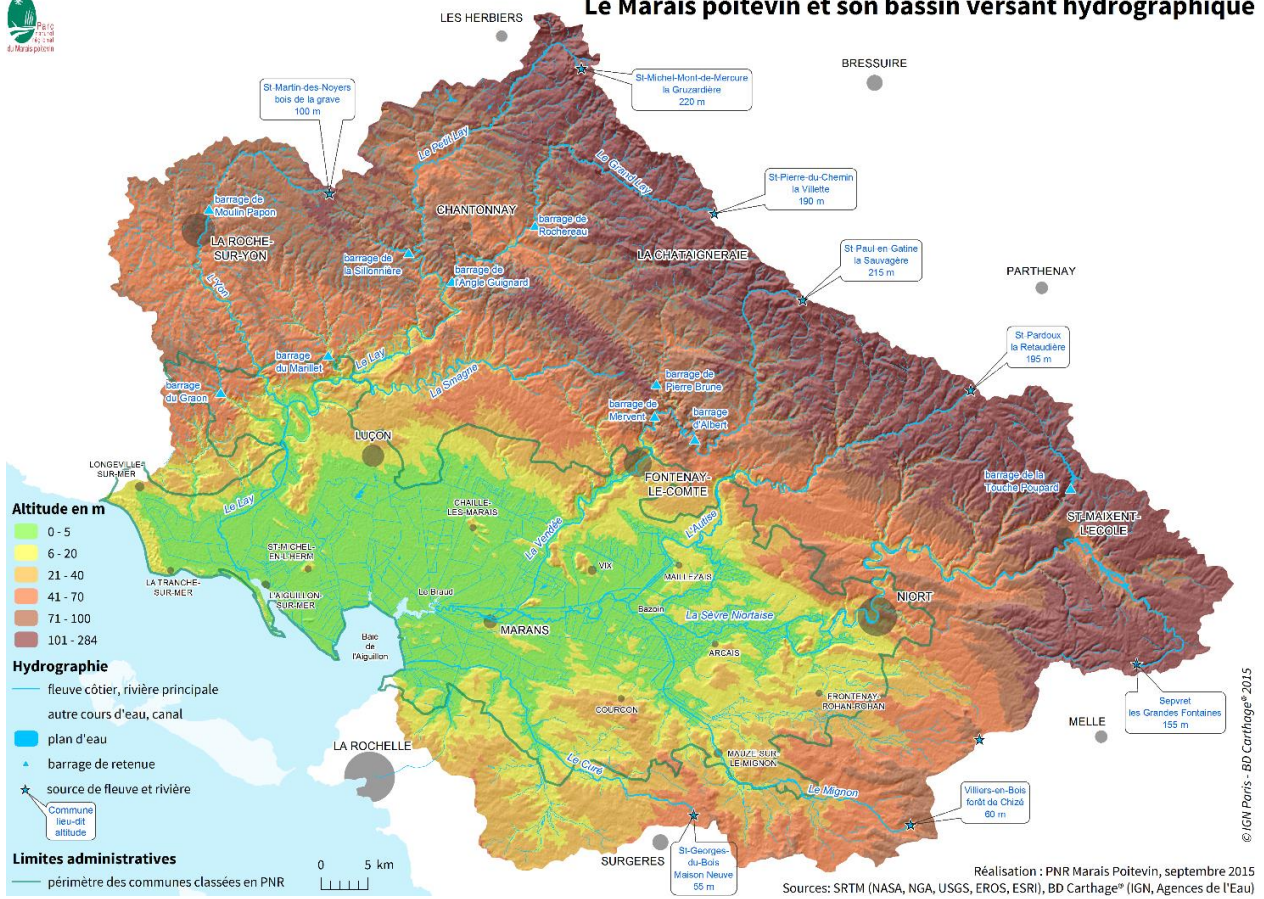 Le Marais poitevin et son bassin versant hydrographique
Parc
naturel
régional
du Marais poitevin
LES HERBIERS
BRESSUIRE
St-Michel-Mont-de-Mercure
la Gruzardière
220 m
St-Martin-des-Noyers
bois de la grave
100 m
Le Petit Lay
Le Grand Lay
St-Pierre-du-Chemin
la Villette
190 m
barrage de
Moulin Papon
CHANTONNAY
barrage de
Rochereau
LA ROCHE-
SUR-YON
LA CHATAIGNERAIE
St Paul en Gatine
la Sauvagère
215 m
barrage de
la Sillonnière
barrage de
l'Angle Guignard
PARTHENAY
L'Yon
St-Pardoux
la Retaudière
195 m
barrage
du Marillet
Le Lay
La Smagne
barrage
du Graon
barrage de
Pierre Brune
barrage de
Mervent
barrage
d'Albert
LUÇON
LONGEVILLE-
SUR-MER
FONTENAY-
LE-COMTE
barrage de la
Touche Poupard
Le Lay
CHAILLE-
LES-MARAIS
La Vendée
L'Autise
ST-MAIXENT-
L'ECOLE
ST-MICHEL-
EN-L'HERM
VIX
MAILLEZAIS
LA TRANCHE-
SUR-MER
L'AIGUILLON-
SUR-MER
Le Braud
Bazoin
La Sèvre Niortaise
NIORT
MARANS
Baie
de
l'Aiguillon
ARCAIS
COURCON
FRONTENAY-
ROHAN-ROHAN
Sepvret
les Grandes Fontaines
155 m
MELLE
LA ROCHELLE
Le Curé
MAUZE-SUR-
LE-MIGNON
Le Mignon
Villiers-en-Bois
forêt de Chizé
60 m
SURGERES
St-Georges-
du-Bois
Maison Neuve
55 m
Altitude en m
0 - 5
6 - 20
21 - 40
41 - 70
71 - 100
101 - 284
Hydrographie
fleuve côtier, rivière principale
autre cours d'eau, canal
plan d'eau
barrage de retenue
source de fleuve et rivière
Commune
lieu-dit
altitude
Limites administratives
périmètre des communes classées en PNR
0 5 km
© IGN Paris - BD Carthage® 2015
Réalisation : PNR Marais Poitevin, septembre 2015
Sources: SRTM (NASA, NGA, USGS, EROS, ESRI), BD Carthage® (IGN, Agences de l'Eau)